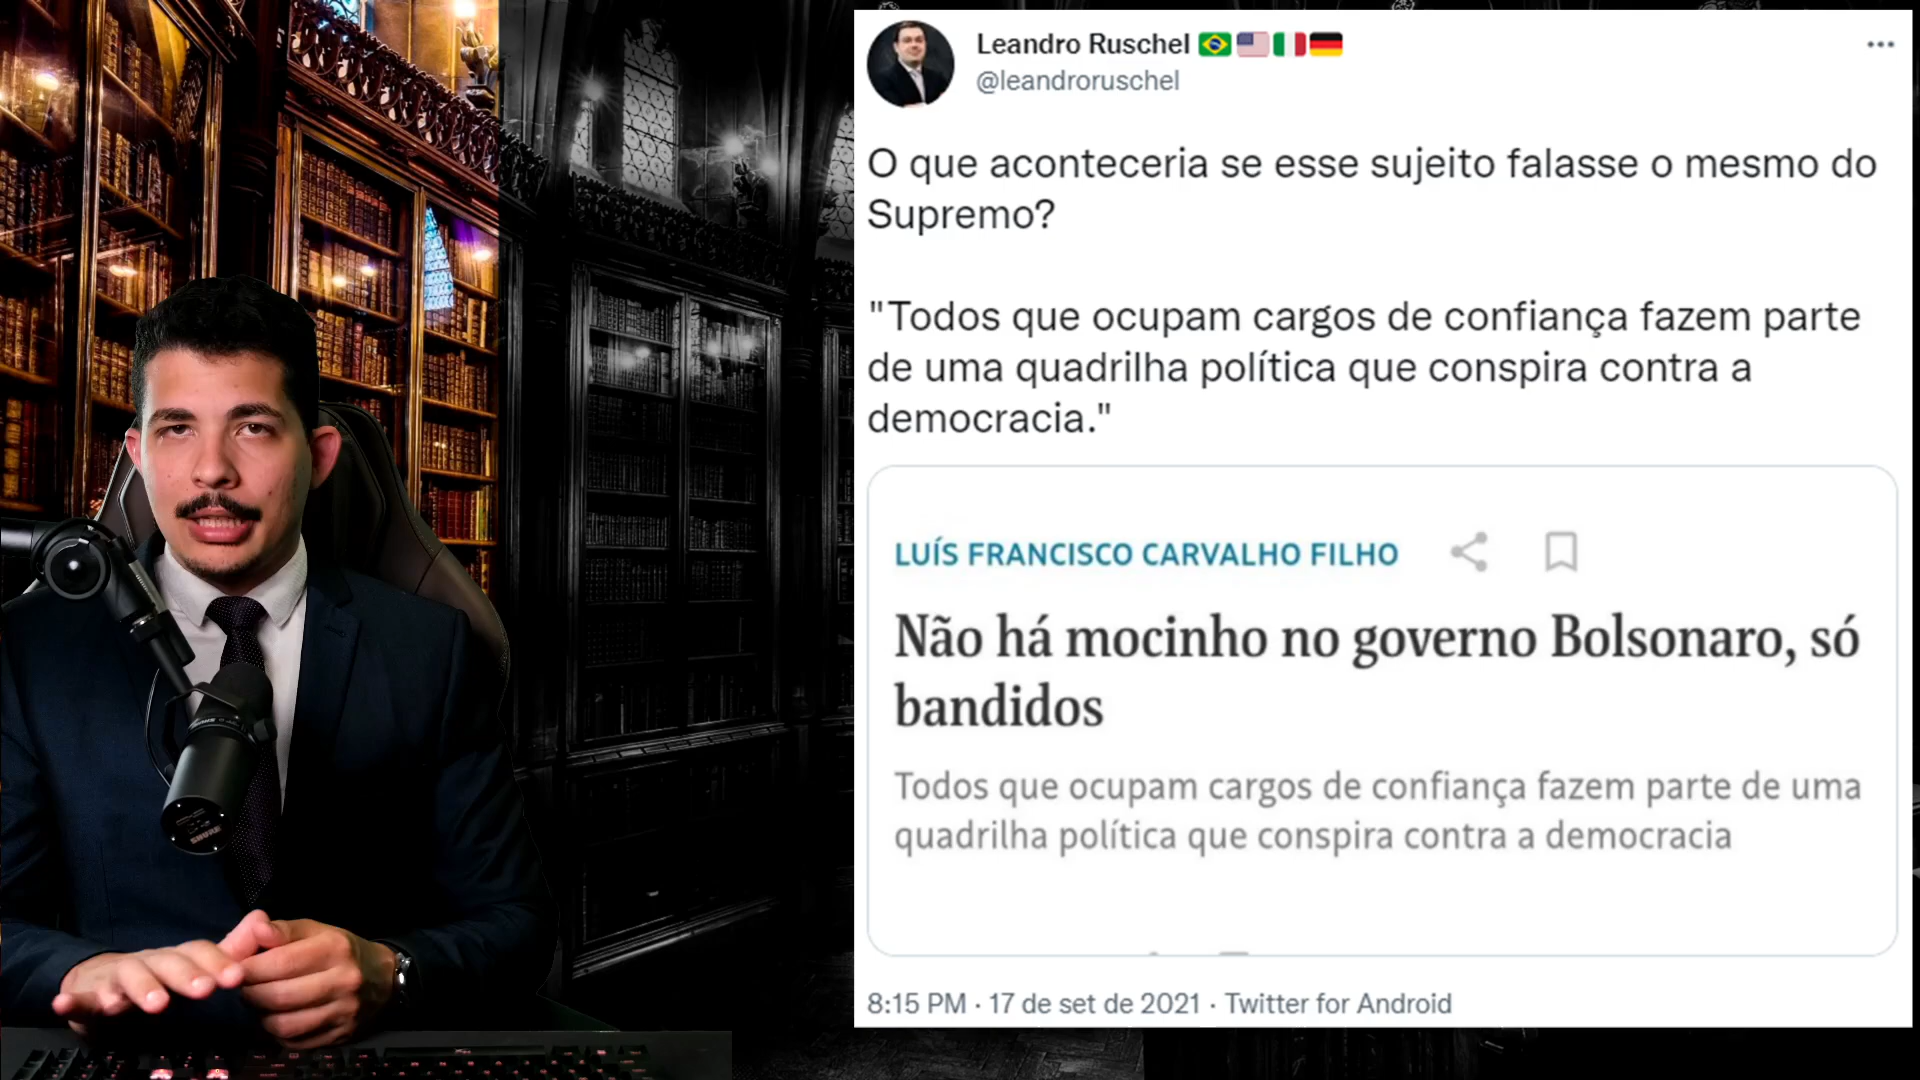 Leandro Ruschel 🇧🇷🇺🇸🇮🇹🇩🇪
@leandroruschel
O que aconteceria se esse sujeito falasse o mesmo do
Supremo?
"Todos que ocupam cargos de confiança fazem parte
de uma quadrilha política que conspira contra a
democracia."
LUÍS FRANCISCO CARVALHO FILHO
Não há mocinho no governo Bolsonaro, só
bandidos
Todos que ocupam cargos de confiança fazem parte de uma
quadrilha política que conspira contra a democracia
8:15 PM · 17 de set de 2021 · Twitter for Android
SHURE